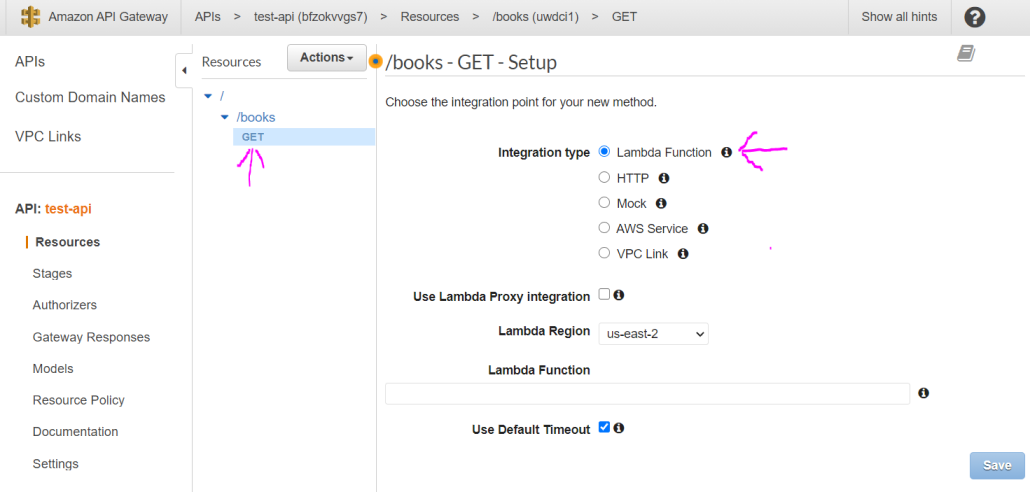 Amazon API Gateway APIs > test-api (bfzokvvgs7) > Resources > /books (uwdci1) > GET Show all hints ?
APIs
Custom Domain Names
VPC Links
API: test-api
Resources
Stages
Authorizers
Gateway Responses
Models
Resource Policy
Documentation
Settings
Resources Actions
/
/books
GET
/books - GET - Setup
Choose the integration point for your new method.
Integration type Lambda Function
HTTP
Mock
AWS Service
VPC Link
Use Lambda Proxy integration
Lambda Region us-east-2
Lambda Function
Use Default Timeout
Save